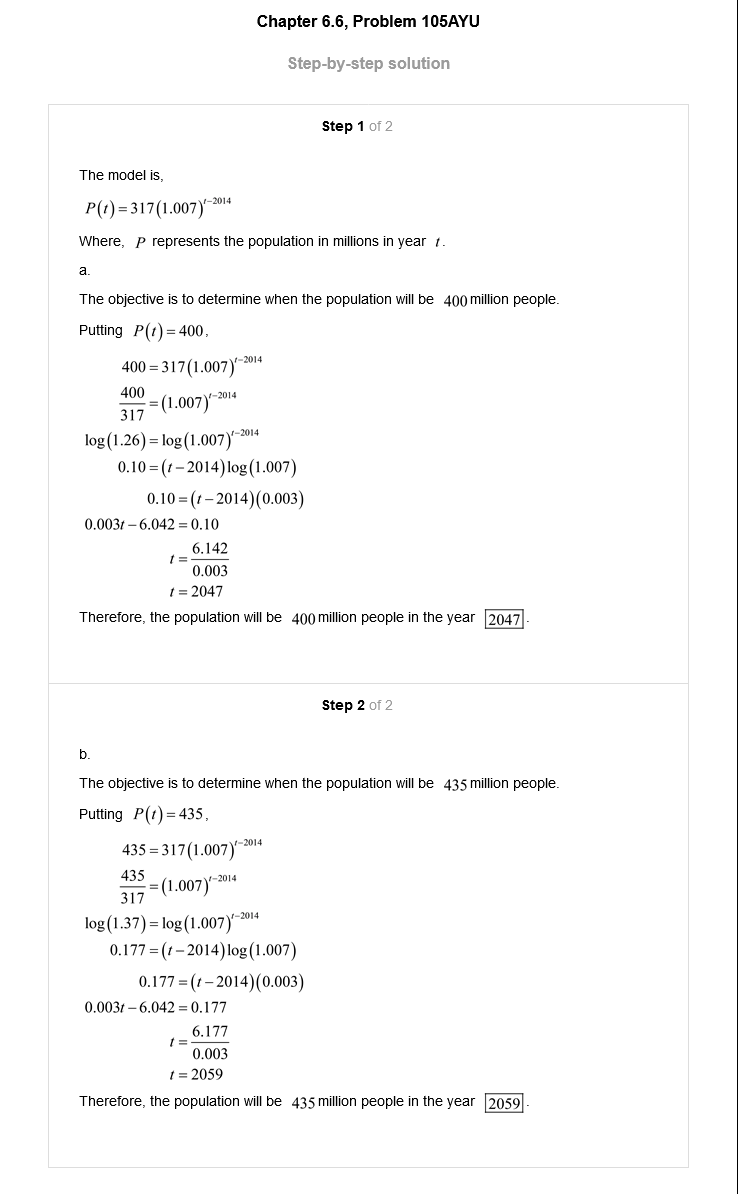 Chapter 6.6, Problem 105AYU
Step-by-step solution
Step 1 of 2
The model is,
P(t) = 317(1.007)^{t−2014}
Where, P represents the population in millions in year t.
a.
The objective is to determine when the population will be 400 million people.
Putting P(t) = 400,
400 = 317(1.007)^{t−2014}
400/317 = (1.007)^{t−2014}
log(1.26) = log(1.007)^{t−2014}
0.10 = (t − 2014)log(1.007)
0.10 = (t − 2014)(0.003)
0.003t − 6.042 = 0.10
t = 6.142/0.003
t = 2047
Therefore, the population will be 400 million people in the year 2047.
Step 2 of 2
b.
The objective is to determine when the population will be 435 million people.
Putting P(t) = 435,
435 = 317(1.007)^{t−2014}
435/317 = (1.007)^{t−2014}
log(1.37) = log(1.007)^{t−2014}
0.177 = (t − 2014)log(1.007)
0.177 = (t − 2014)(0.003)
0.003t − 6.042 = 0.177
t = 6.177/0.003
t = 2059
Therefore, the population will be 435 million people in the year 2059.